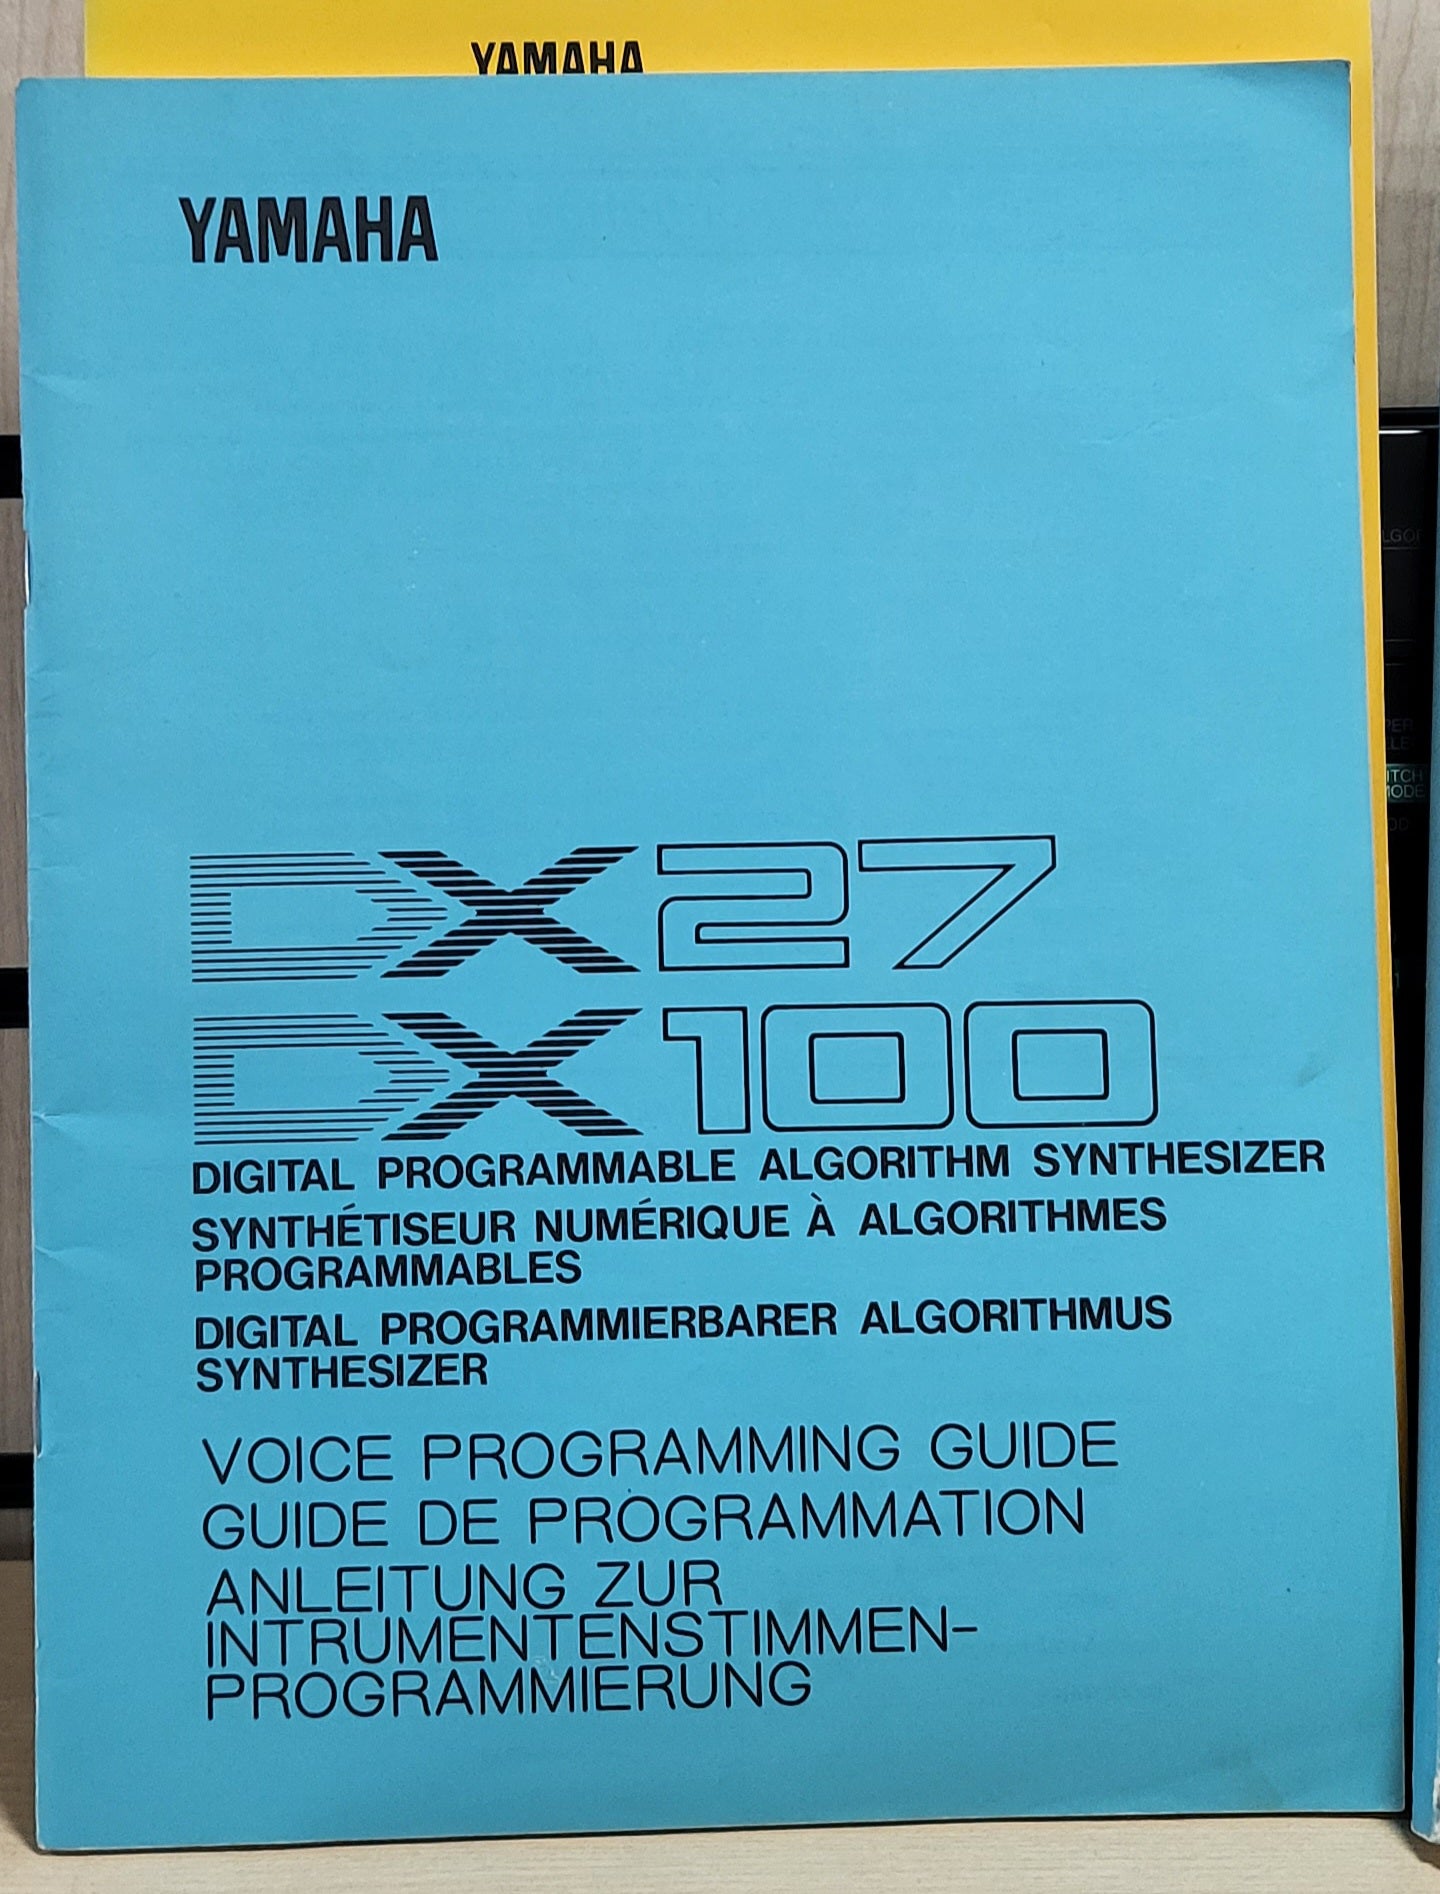 YAMAHA
YAMAHA
DX27
DX100
DIGITAL PROGRAMMABLE ALGORITHM SYNTHESIZER
SYNTHÉTISEUR NUMÉRIQUE À ALGORITHMES
PROGRAMMABLES
DIGITAL PROGRAMMIERBARER ALGORITHMUS
SYNTHESIZER
VOICE PROGRAMMING GUIDE
GUIDE DE PROGRAMMATION
ANLEITUNG ZUR
INTRUMENTENSTIMMEN-
PROGRAMMIERUNG